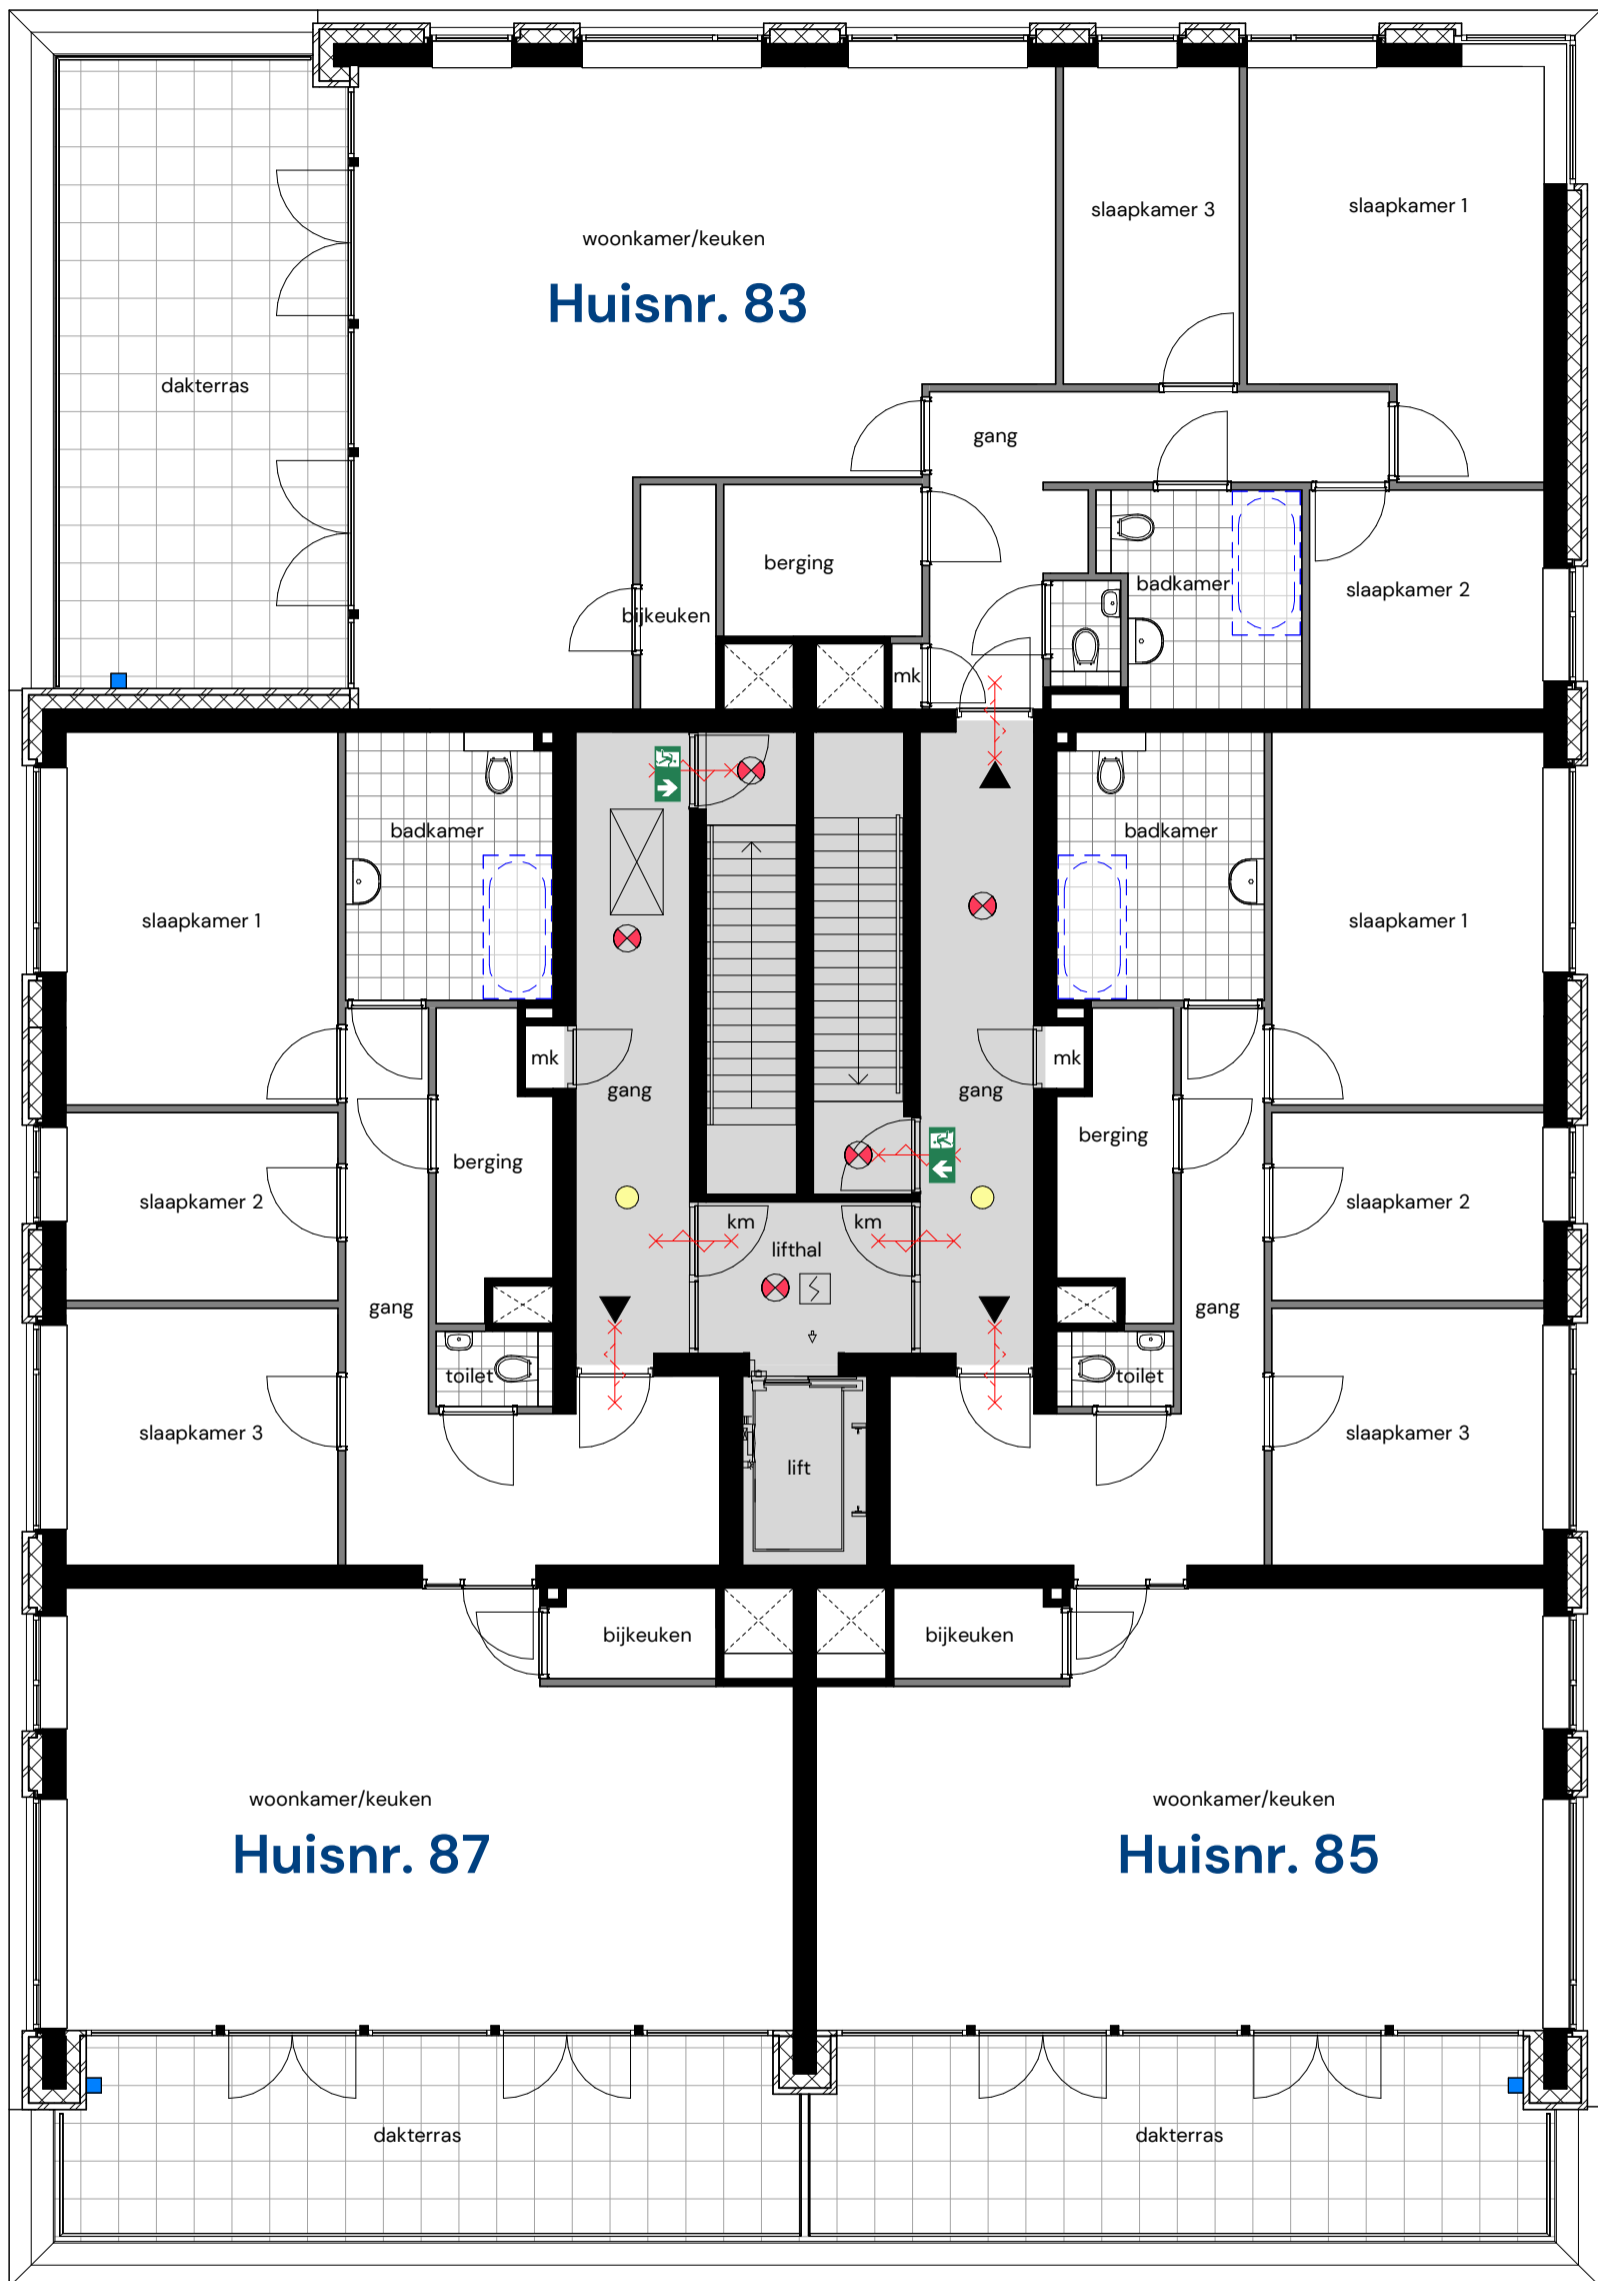 slaapkamer 3
slaapkamer 1
woonkamer/keuken
Huisnr. 83
dakterras
gang
berging
bijkeuken
badkamer
slaapkamer 2
mk
badkamer
slaapkamer 1
badkamer
slaapkamer 1
mk
gang
gang
mk
berging
berging
slaapkamer 2
slaapkamer 2
km
km
lifthal
gang
gang
toilet
toilet
slaapkamer 3
slaapkamer 3
lift
bijkeuken
bijkeuken
woonkamer/keuken
Huisnr. 87
woonkamer/keuken
Huisnr. 85
dakterras
dakterras